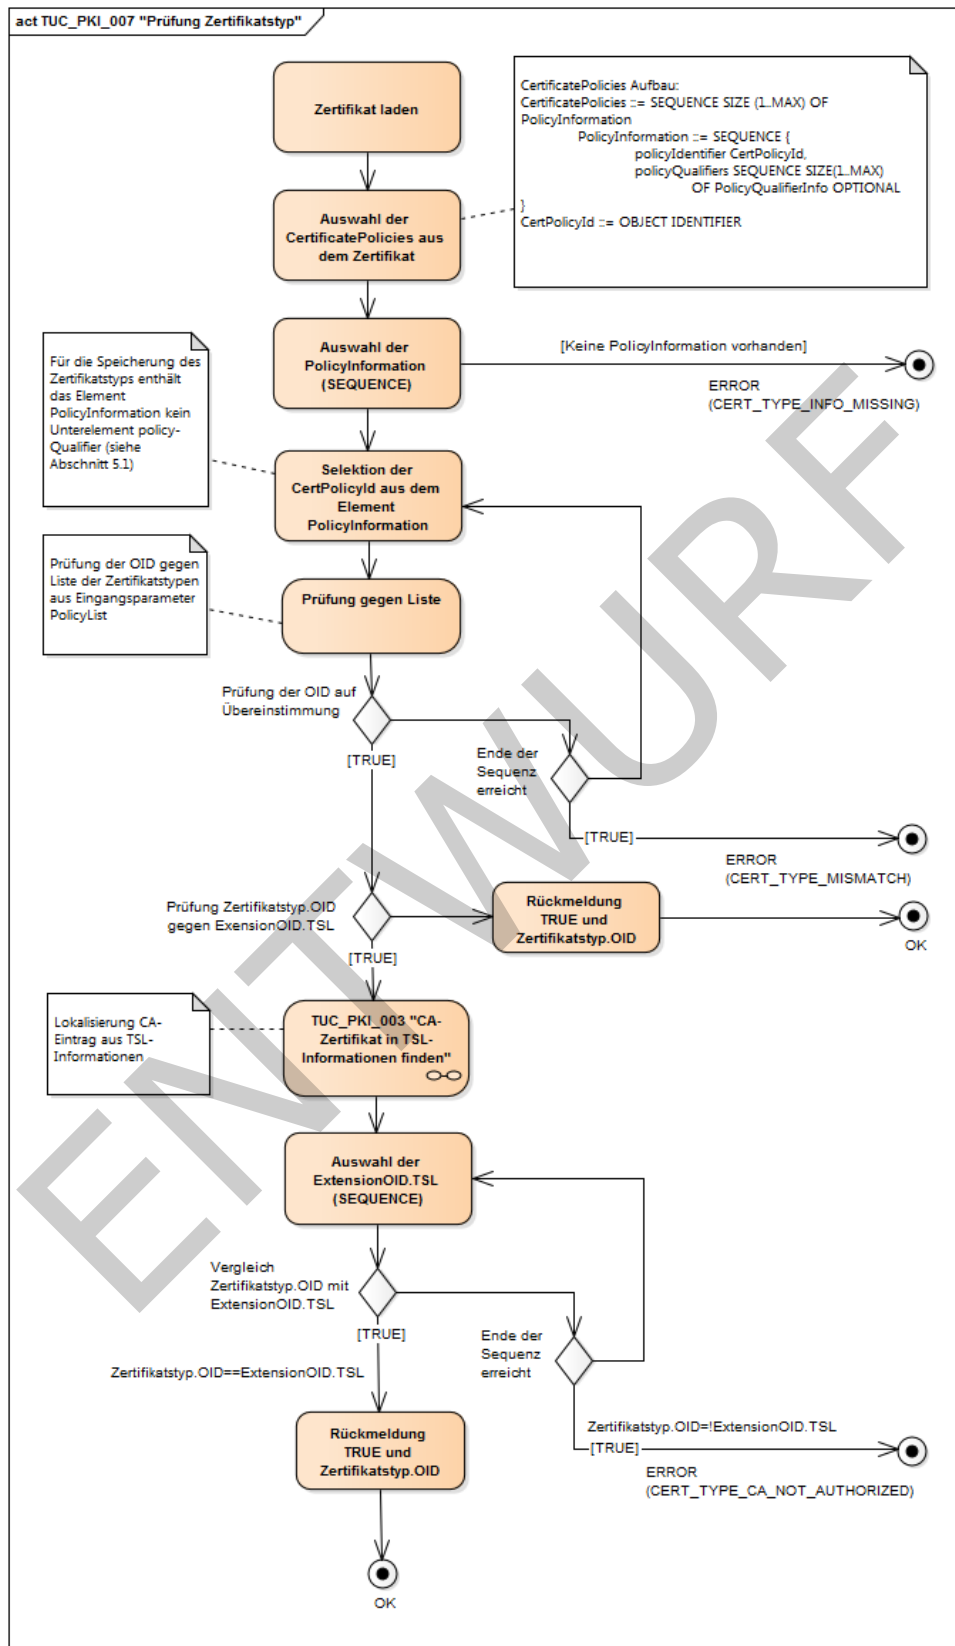 act TUC_PKI_007 "Prüfung Zertifikatstyp"
Zertifikat laden
CertificatePolicies Aufbau:
CertificatePolicies ::= SEQUENCE SIZE (1..MAX) OF
PolicyInformation
PolicyInformation ::= SEQUENCE {
policyIdentifier CertPolicyId,
policyQualifiers SEQUENCE SIZE(1..MAX)
OF PolicyQualifierInfo OPTIONAL
}
CertPolicyId ::= OBJECT IDENTIFIER
Auswahl der
CertificatePolicies aus
dem Zertifikat
Auswahl der
PolicyInformation
(SEQUENCE)
[Keine PolicyInformation vorhanden]
ERROR
(CERT_TYPE_INFO_MISSING)
Für die Speicherung des
Zertifikatstyps enthält
das Element
PolicyInformation kein
Unterelement policy-
Qualifier (siehe
Abschnitt 5.1)
Selektion der
CertPolicyId aus dem
Element
PolicyInformation
Prüfung der OID gegen
Liste der Zertifikatstypen
aus Eingangsparameter
PolicyList
Prüfung gegen Liste
Prüfung der OID auf
Übereinstimmung
[TRUE]
Ende der
Sequenz
erreicht
[TRUE]
ERROR
(CERT_TYPE_MISMATCH)
Prüfung Zertifikatstyp.OID
gegen ExensionOID.TSL
[TRUE]
Rückmeldung
TRUE und
Zertifikatstyp.OID
OK
Lokalisierung CA-
Eintrag aus TSL-
Informationen
TUC_PKI_003 "CA-
Zertifikat in TSL-
Informationen finden"
Auswahl der
ExtensionOID.TSL
(SEQUENCE)
Vergleich
Zertifikatstyp.OID mit
ExtensionOID.TSL
[TRUE]
Ende der
Sequenz
erreicht
Zertifikatstyp.OID==ExtensionOID.TSL
Zertifikatstyp.OID=!ExtensionOID.TSL
[TRUE]
ERROR
(CERT_TYPE_CA_NOT_AUTHORIZED)
Rückmeldung
TRUE und
Zertifikatstyp.OID
OK
ENTWURF